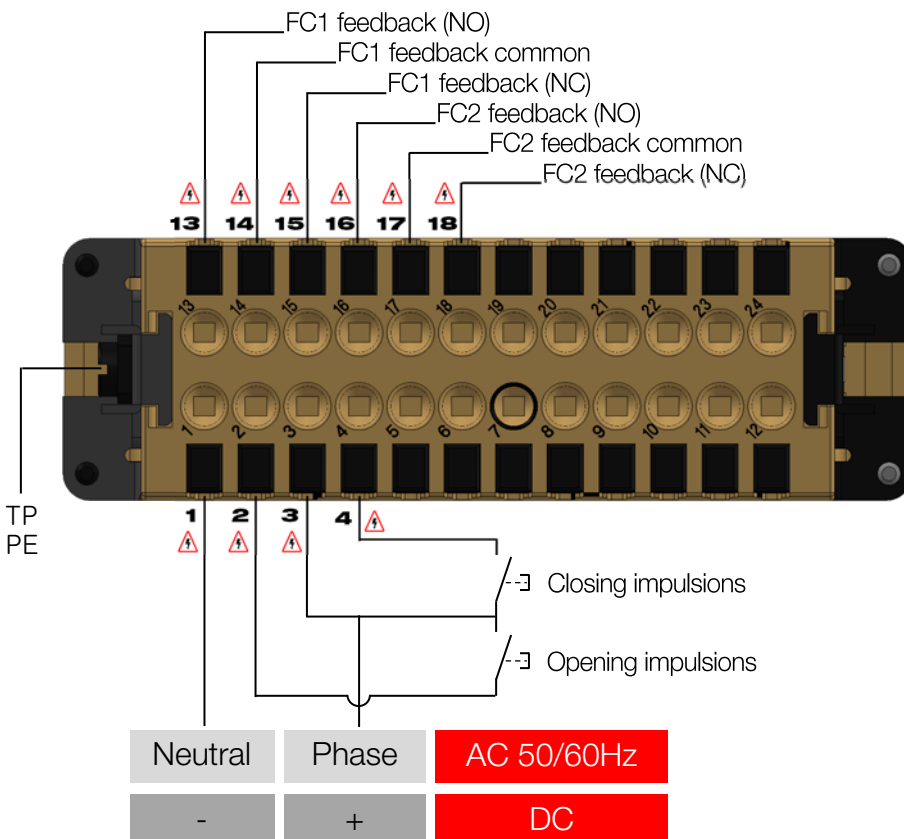 FC1 feedback (NO)
FC1 feedback common
FC1 feedback (NC)
FC2 feedback (NO)
FC2 feedback common
FC2 feedback (NC)
13 14 15 16 17 18
13 14 15 16 17 18 19 20 21 22 23 24
1 2 3 4 5 6 7 8 9 10 11 12
TP
PE
1 2 3 4
Closing impulsions
Opening impulsions
Neutral Phase AC 50/60Hz
- + DC